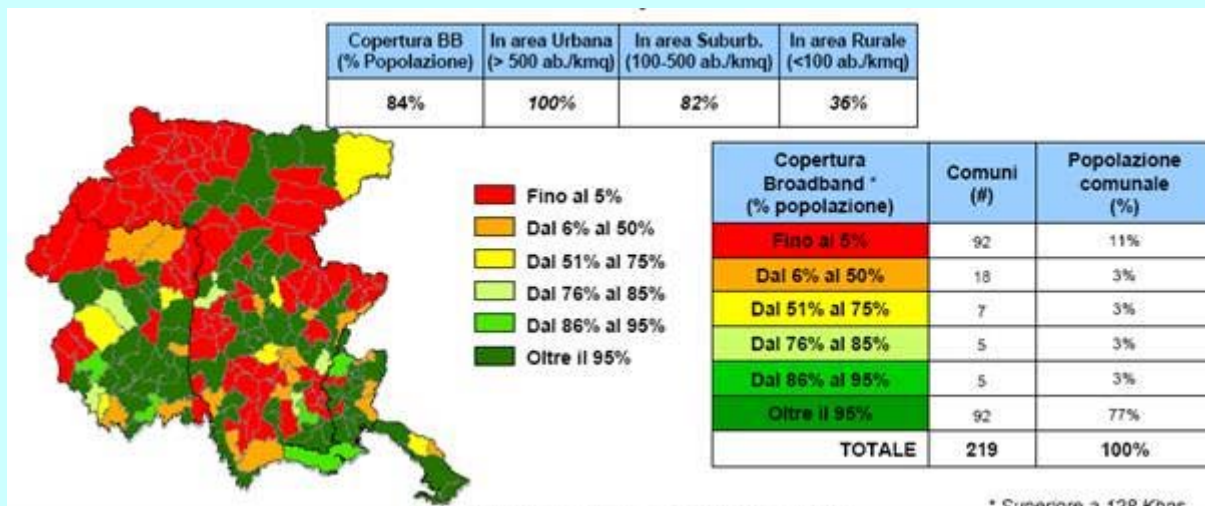 Copertura BB In area Urbana In area Suburb. In area Rurale
(% Popolazione) (> 500 ab./kmq) (100-500 ab./kmq) (<100 ab./kmq)
84% 100% 82% 36%
Fino al 5%
Dal 6% al 50%
Dal 51% al 75%
Dal 76% al 85%
Dal 86% al 95%
Oltre il 95%
Copertura Broadband * (% popolazione) Comuni (#) Popolazione comunale (%)
Fino al 5% 92 11%
Dal 6% al 50% 18 3%
Dal 51% al 75% 7 3%
Dal 76% al 85% 5 3%
Dal 86% al 95% 5 3%
Oltre il 95% 92 77%
TOTALE 219 100%
* Superiore a 128 Kbps